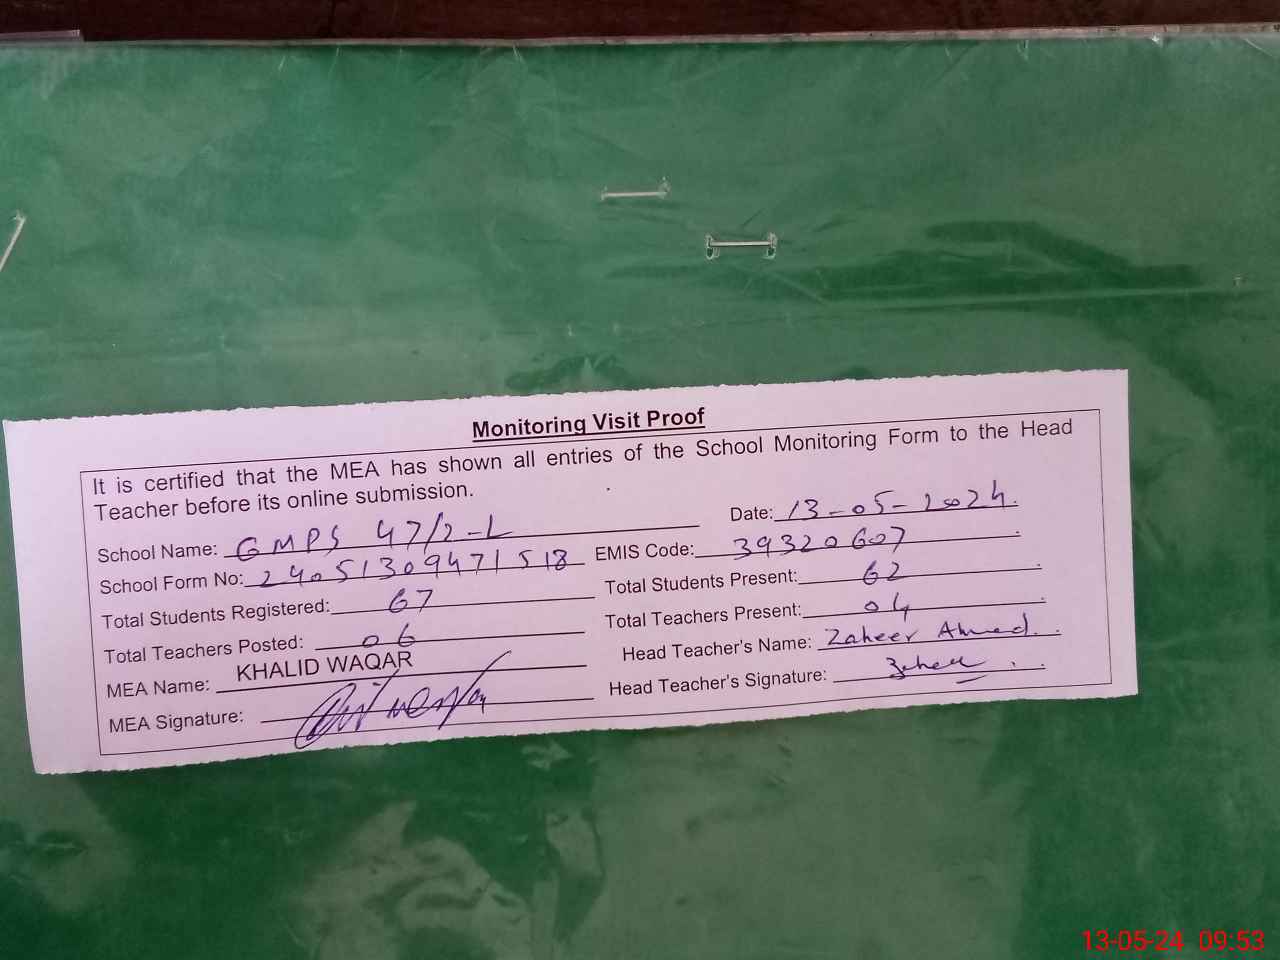 Monitoring Visit Proof
It is certified that the MEA has shown all entries of the School Monitoring Form to the Head
Teacher before its online submission.
School Name: GMPS 47/2-L Date: 13-05-2024.
School Form No: 24051309471518 EMIS Code: 39320607
Total Students Registered: 67 Total Students Present: 62
Total Teachers Posted: 06 Total Teachers Present: 04
MEA Name: KHALID WAQAR Head Teacher's Name: Zaheer Ahmed
MEA Signature: Head Teacher's Signature: Zaheer
13-05-24 09:53